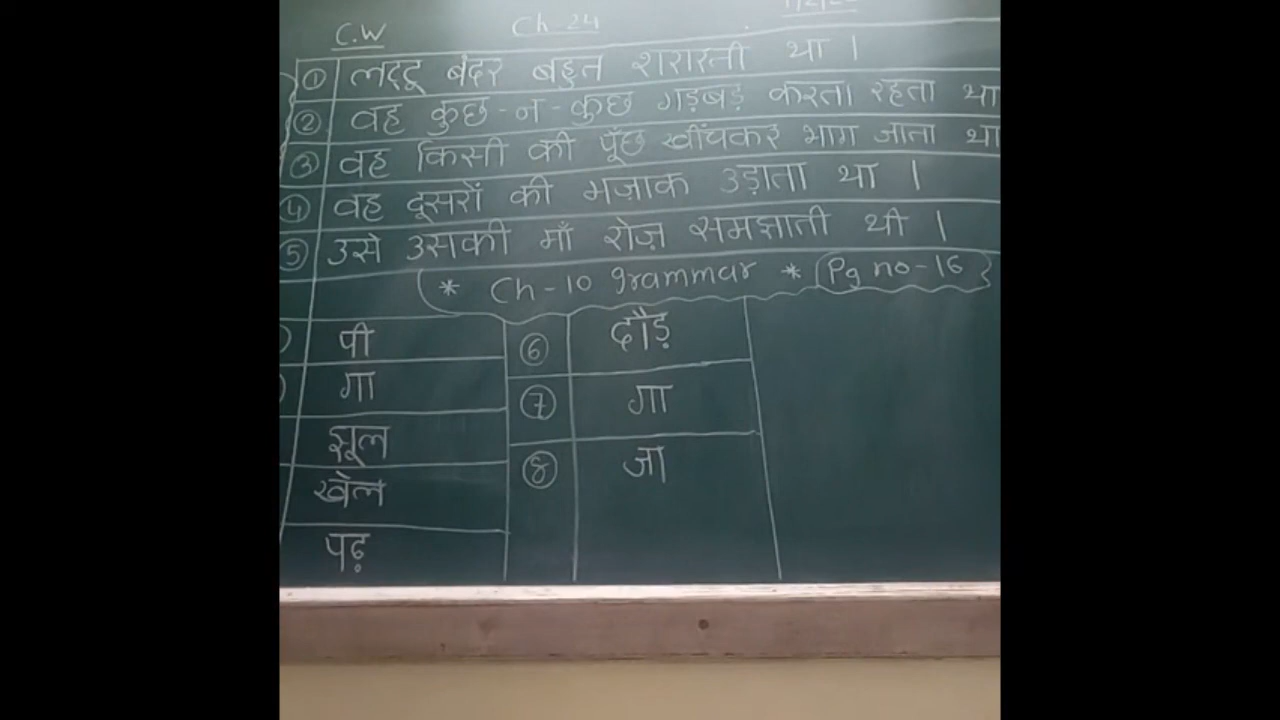 C.W Ch-24
① लट्टू बंदर बहुत शरारती था ।
② वह कुछ-न-कुछ गड़बड़ करता रहता था
③ वह किसी की पूँछ खींचकर भाग जाता था
④ वह दूसरों की मज़ाक उड़ाता था ।
⑤ उसे उसकी माँ रोज़ समझाती थी ।
* Ch-10 grammar * Pg no-16
पी
गा
झूल
खेल
पढ़
⑥ दौड़
⑦ गा
⑧ जा